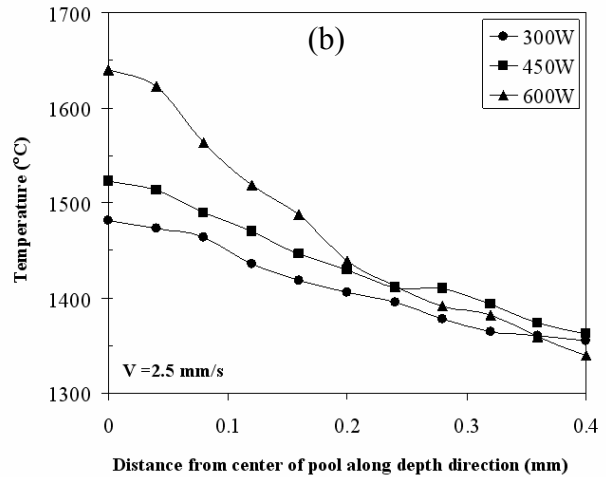 1700
(b)
300W
450W
600W
1600
1500
1400
1300
Temperature (°C)
V =2.5 mm/s
0
0.1
0.2
0.3
0.4
Distance from center of pool along depth direction (mm)